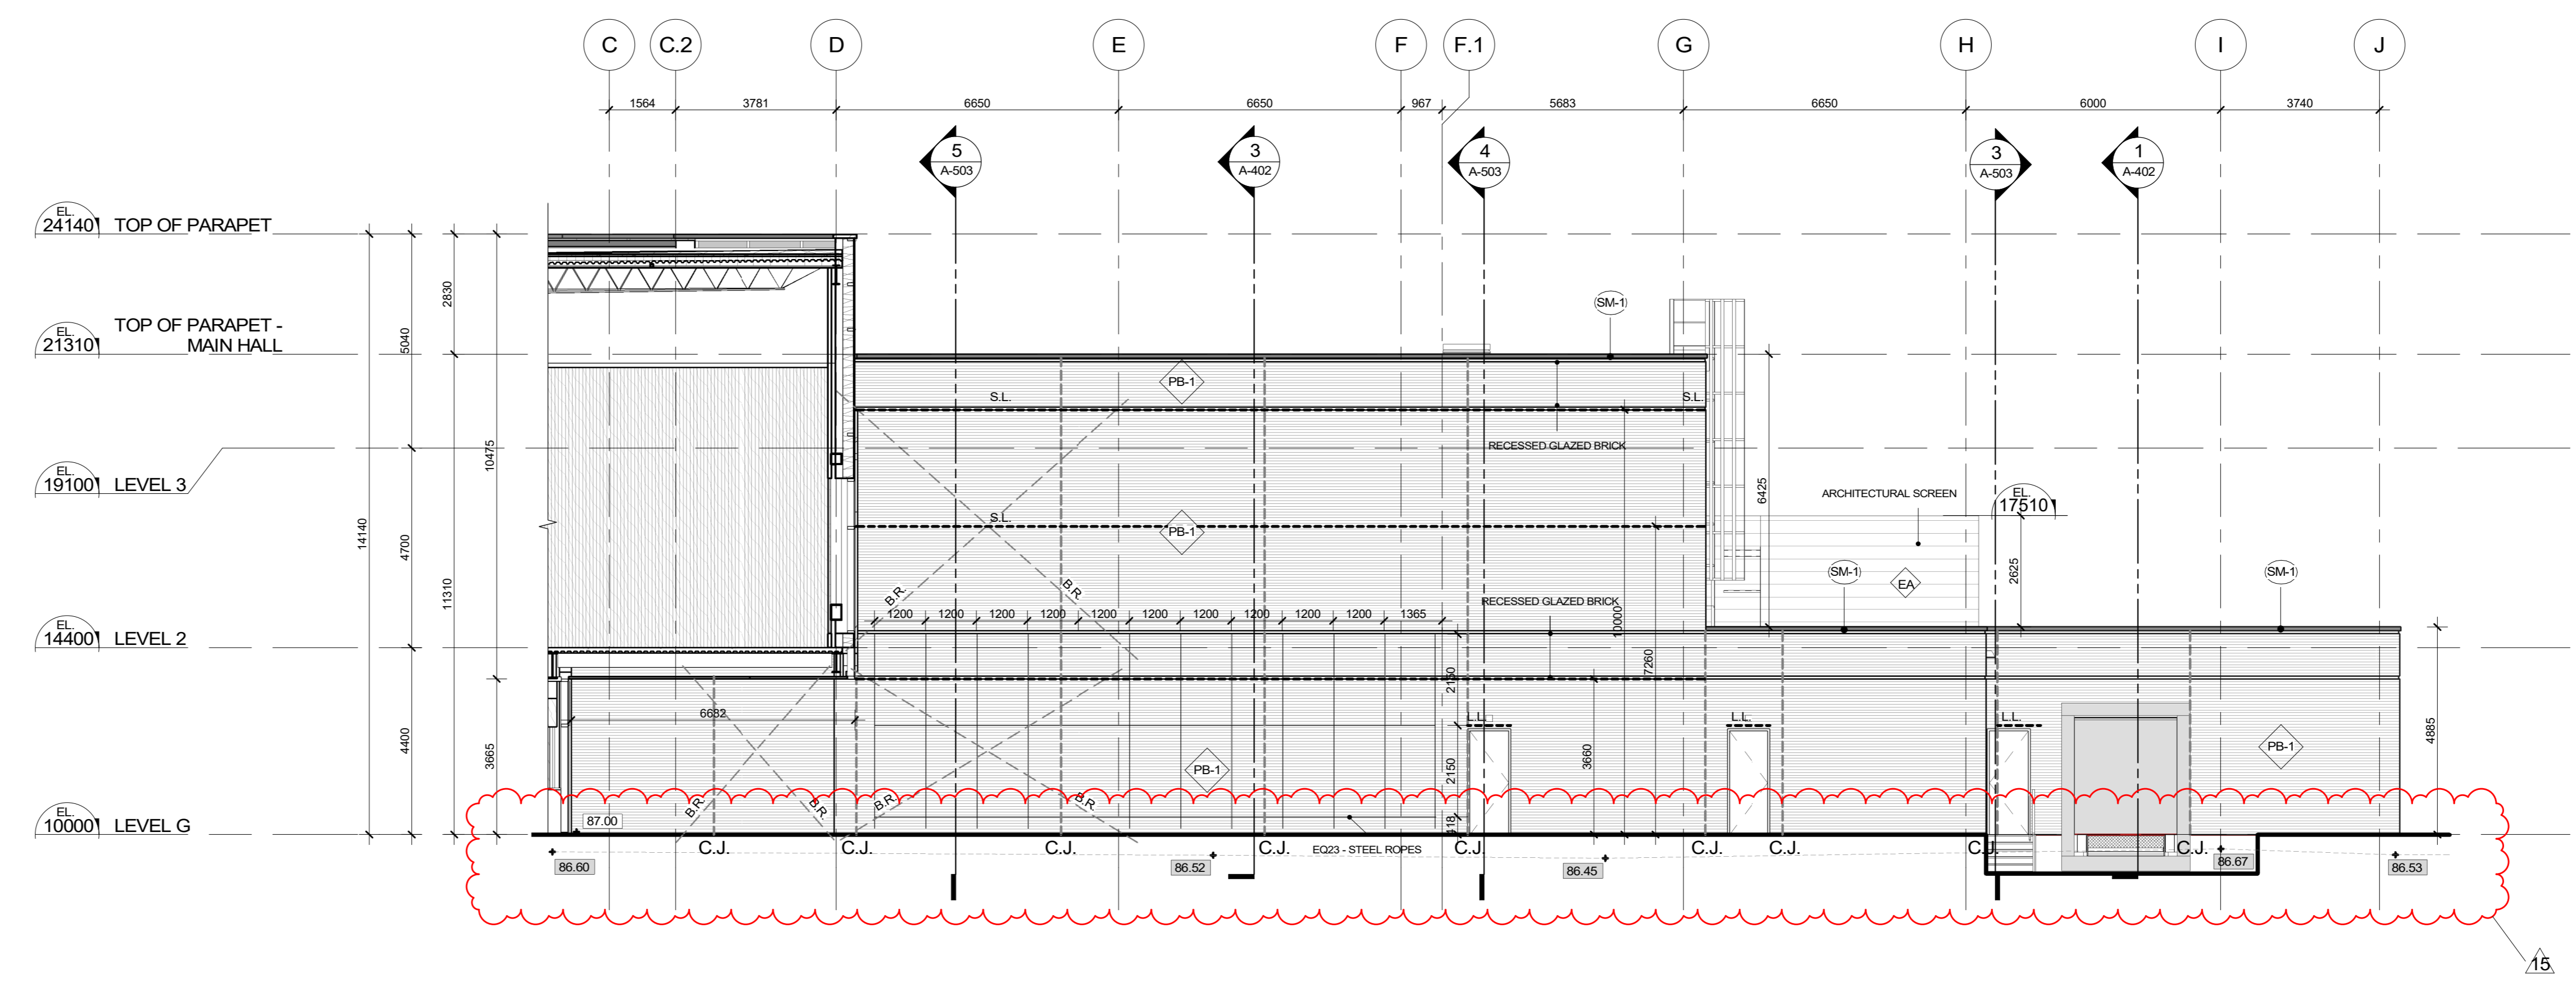 C C.2 D E F F.1 G H I J
1564 3781 6650 6650 967 5683 6650 6000 3740
5
A-503
3
A-402
4
A-503
3
A-503
1
A-402
EL.
24140 TOP OF PARAPET
EL.
21310 TOP OF PARAPET -
MAIN HALL
EL.
19100 LEVEL 3
EL.
14400 LEVEL 2
EL.
10000 LEVEL G
14140
5040
4700
4400
2830
11310
10475
3665
SM-1
PB-1
S.L.
S.L.
RECESSED GLAZED BRICK
S.L.
PB-1
6425
ARCHITECTURAL SCREEN
EL.
17510
2625
SM-1
EA
SM-1
B.R.
B.R.
RECESSED GLAZED BRICK
1200 1200 1200 1200 1200 1200 1200 1200 1200 1200 1365
10000
7260
2150
3660
2150
418
6682
L.L.
L.L.
L.L.
PB-1
PB-1
4885
B.R.
B.R.
B.R.
B.R.
87.00
C.J. C.J. C.J. C.J. EQ23 - STEEL ROPES C.J. C.J. C.J. C.J. C.J.
86.60
86.52
86.45
86.67
86.53
15